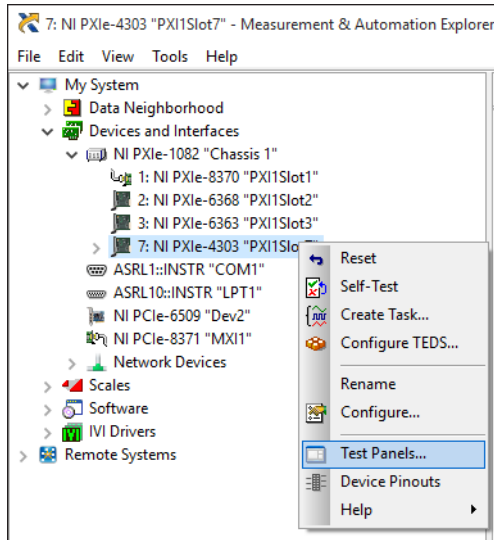 7: NI PXIe-4303 "PXI1Slot7" - Measurement & Automation Explorer
File Edit View Tools Help
My System
Data Neighborhood
Devices and Interfaces
NI PXIe-1082 "Chassis 1"
1: NI PXIe-8370 "PXI1Slot1"
2: NI PXIe-6368 "PXI1Slot2"
3: NI PXIe-6363 "PXI1Slot3"
7: NI PXIe-4303 "PXI1Slot7"
ASRL1::INSTR "COM1"
ASRL10::INSTR "LPT1"
NI PCIe-6509 "Dev2"
NI PCIe-8371 "MXI1"
Network Devices
Scales
Software
IVI Drivers
Remote Systems
Reset
Self-Test
Create Task...
Configure TEDS...
Rename
Configure...
Test Panels...
Device Pinouts
Help